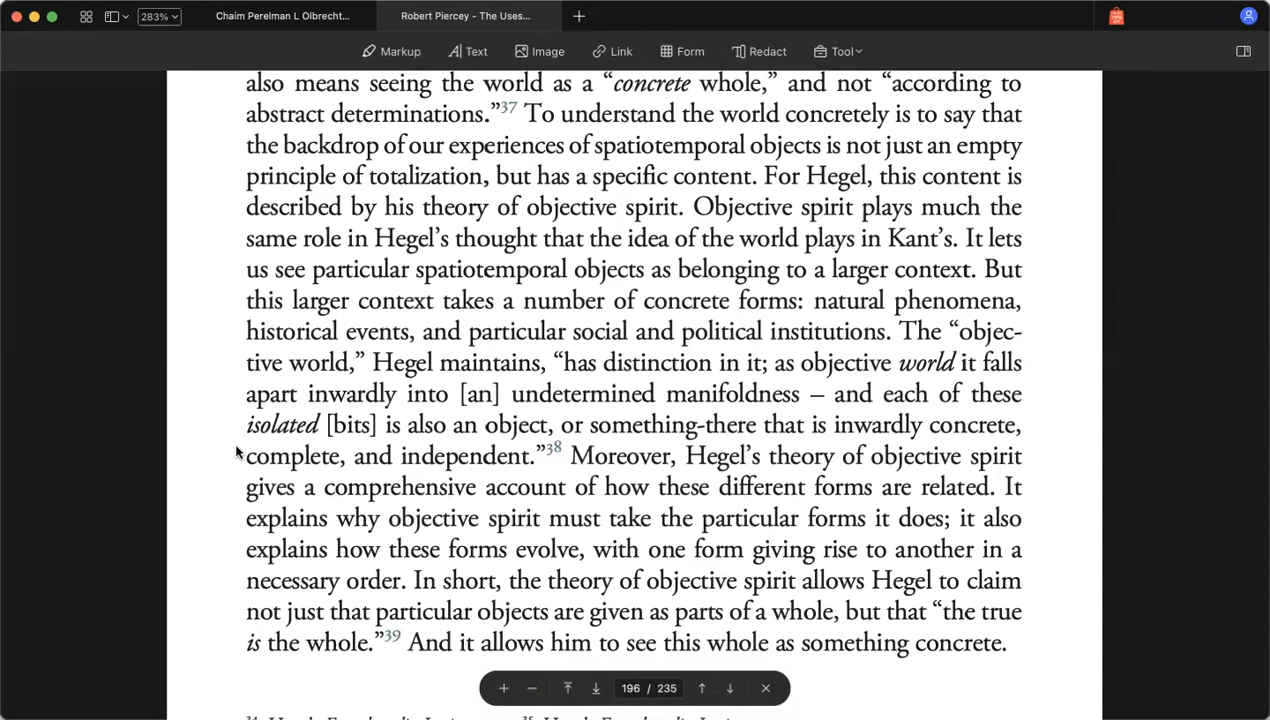 283%
Chaim Perelman L Olbrecht...
Robert Piercey - The Uses...
Markup
Text
Image
Link
Form
Redact
Tool
also means seeing the world as a “concrete whole,” and not “according to
abstract determinations.”37 To understand the world concretely is to say that
the backdrop of our experiences of spatiotemporal objects is not just an empty
principle of totalization, but has a specific content. For Hegel, this content is
described by his theory of objective spirit. Objective spirit plays much the
same role in Hegel’s thought that the idea of the world plays in Kant’s. It lets
us see particular spatiotemporal objects as belonging to a larger context. But
this larger context takes a number of concrete forms: natural phenomena,
historical events, and particular social and political institutions. The “objec-
tive world,” Hegel maintains, “has distinction in it; as objective world it falls
apart inwardly into [an] undetermined manifoldness – and each of these
isolated [bits] is also an object, or something-there that is inwardly concrete,
complete, and independent.”38 Moreover, Hegel’s theory of objective spirit
gives a comprehensive account of how these different forms are related. It
explains why objective spirit must take the particular forms it does; it also
explains how these forms evolve, with one form giving rise to another in a
necessary order. In short, the theory of objective spirit allows Hegel to claim
not just that particular objects are given as parts of a whole, but that “the true
is the whole.”39 And it allows him to see this whole as something concrete.
196 / 235